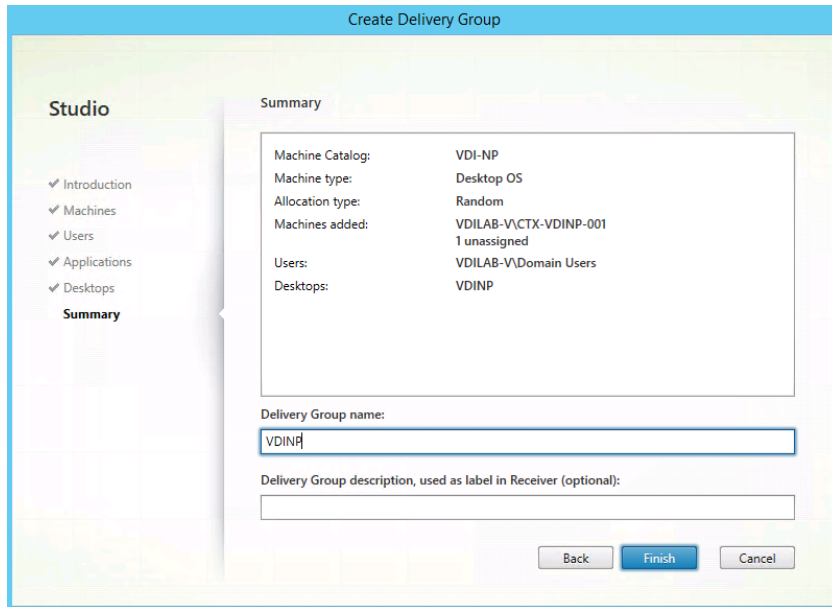 Create Delivery Group
Studio
Introduction
Machines
Users
Applications
Desktops
Summary
Summary
Machine Catalog: VDI-NP
Machine type: Desktop OS
Allocation type: Random
Machines added: VDILAB-V\CTX-VDINP-001
1 unassigned
Users: VDILAB-V\Domain Users
Desktops: VDINP
Delivery Group name:
VDINP
Delivery Group description, used as label in Receiver (optional):
Back Finish Cancel